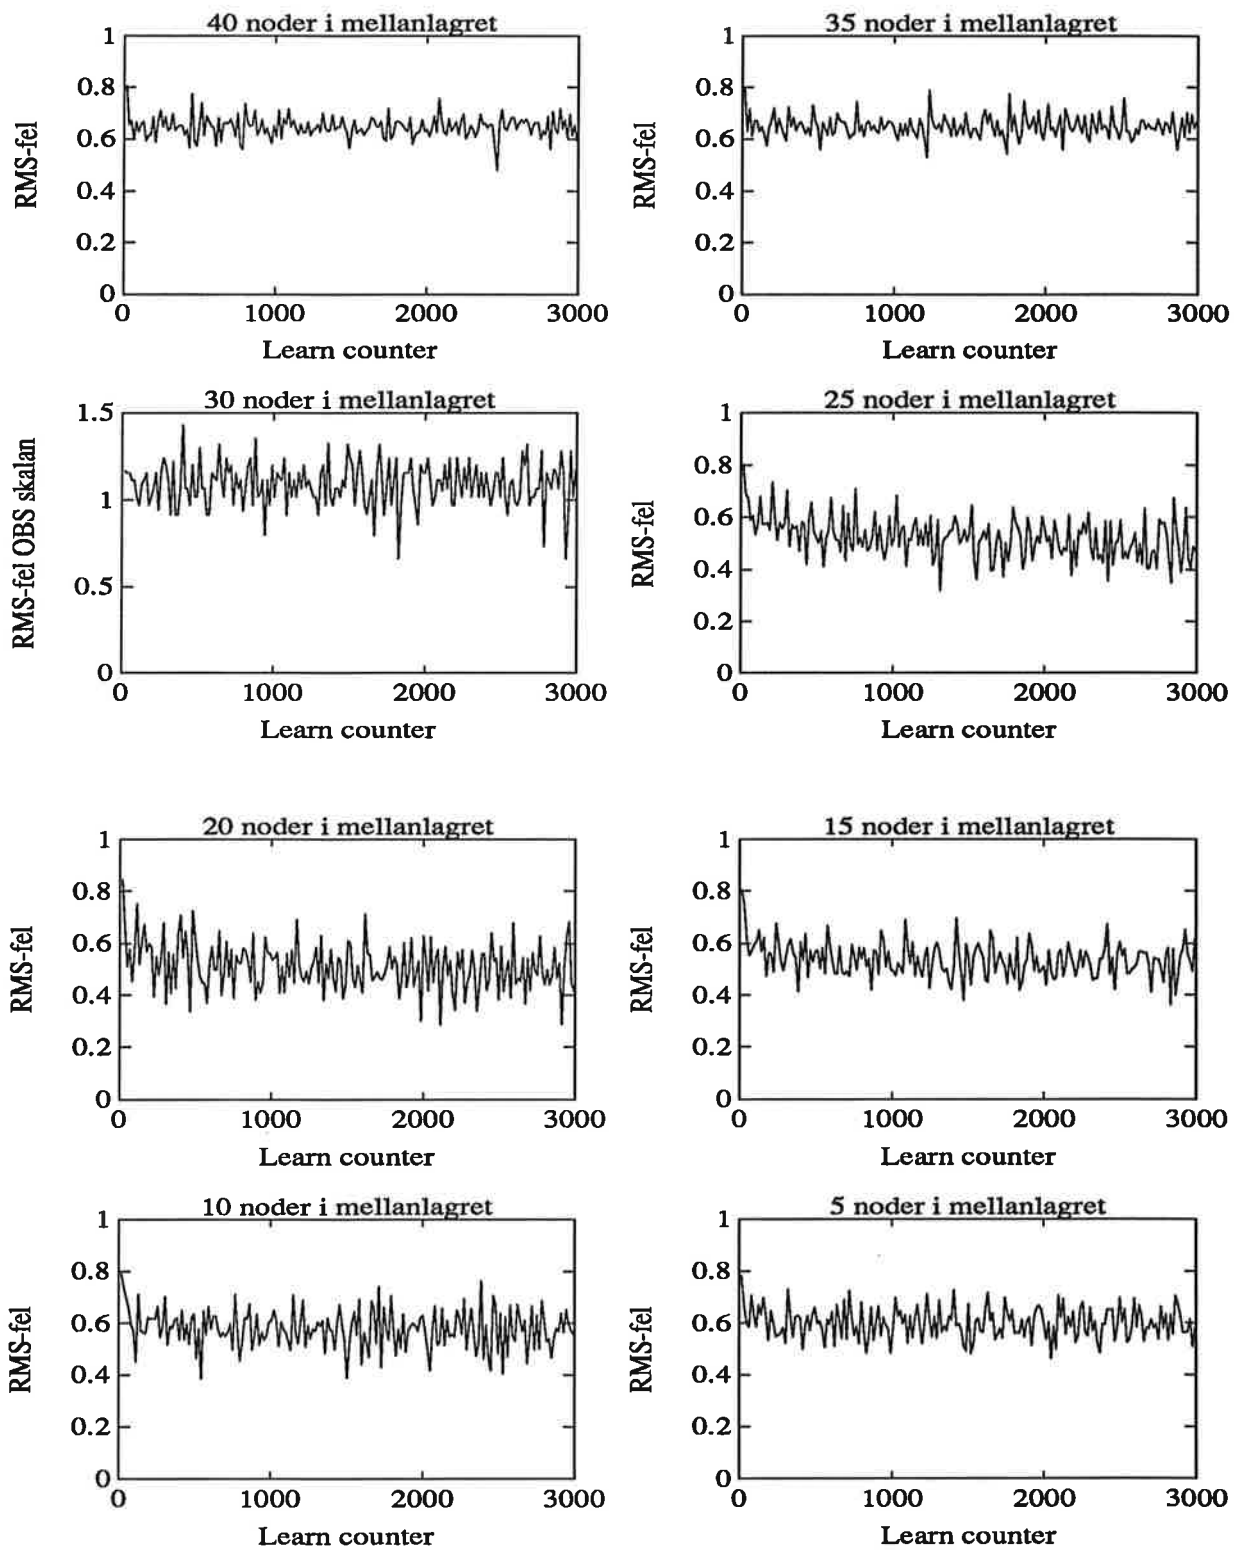 40 noder i mellanlagret
1
0.8
0.6
0.4
0.2
0
RMS-fel
0 1000 2000 3000
Learn counter
35 noder i mellanlagret
1
0.8
0.6
0.4
0.2
0
RMS-fel
0 1000 2000 3000
Learn counter
30 noder i mellanlagret
1.5
1
0.5
0
RMS-fel OBS skalan
0 1000 2000 3000
Learn counter
25 noder i mellanlagret
1
0.8
0.6
0.4
0.2
0
RMS-fel
0 1000 2000 3000
Learn counter
20 noder i mellanlagret
1
0.8
0.6
0.4
0.2
0
RMS-fel
0 1000 2000 3000
Learn counter
15 noder i mellanlagret
1
0.8
0.6
0.4
0.2
0
RMS-fel
0 1000 2000 3000
Learn counter
10 noder i mellanlagret
1
0.8
0.6
0.4
0.2
0
RMS-fel
0 1000 2000 3000
Learn counter
5 noder i mellanlagret
1
0.8
0.6
0.4
0.2
0
RMS-fel
0 1000 2000 3000
Learn counter